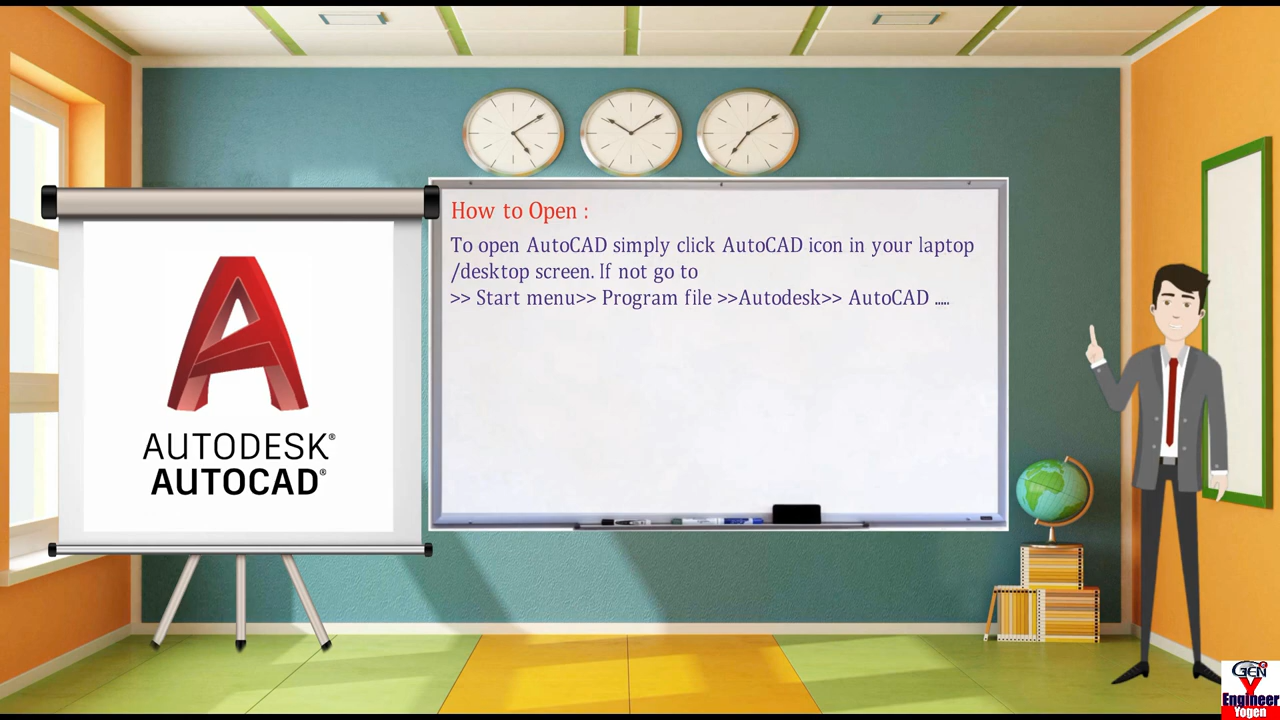 How to Open :
To open AutoCAD simply click AutoCAD icon in your laptop
/desktop screen. If not go to
>> Start menu>> Program file >>Autodesk>> AutoCAD .....
AUTODESK®
AUTOCAD®
GEN
Y
Engineer
Yogen